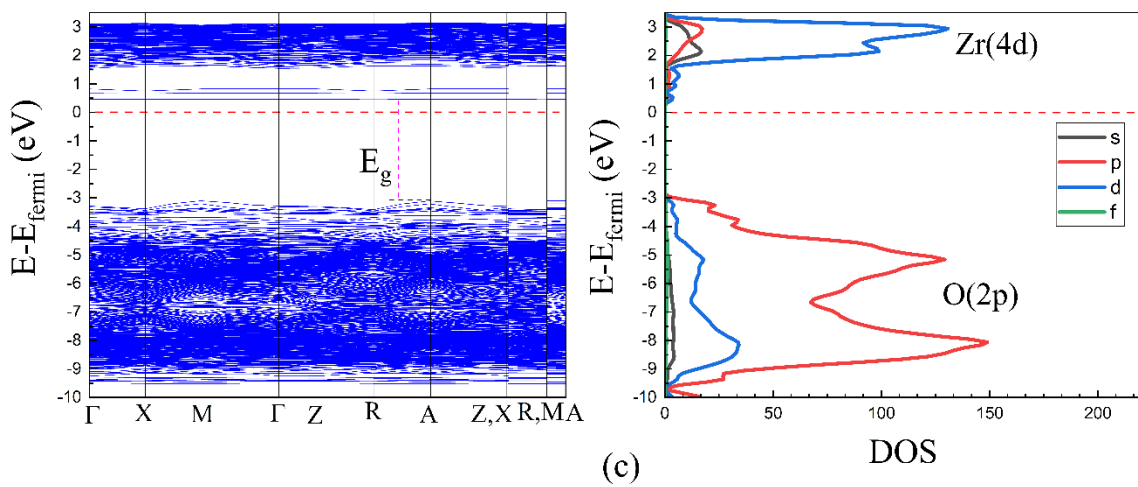 E-E_fermi (eV)
3
2
1
0
-1
-2
-3
-4
-5
-6
-7
-8
-9
-10
E_g
Γ X M Γ Z R A Z,X R,M A
E-E_fermi (eV)
3
2
1
0
-1
-2
-3
-4
-5
-6
-7
-8
-9
-10
Zr(4d)
s
p
d
f
O(2p)
0 50 100 150 200
DOS
(c)